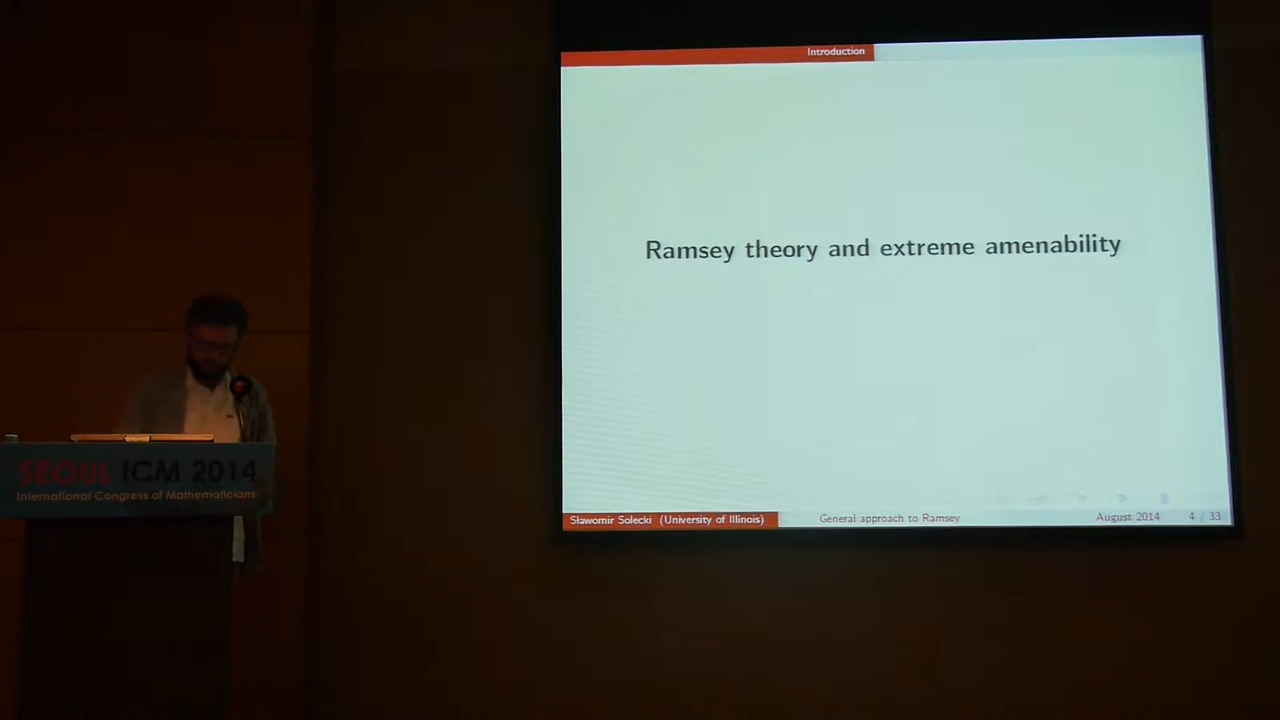 Introduction
Ramsey theory and extreme amenability
Sławomir Solecki (University of Illinois)
General approach to Ramsey
August 2014
4 / 33
SEOUL ICM 2014
International Congress of Mathematicians